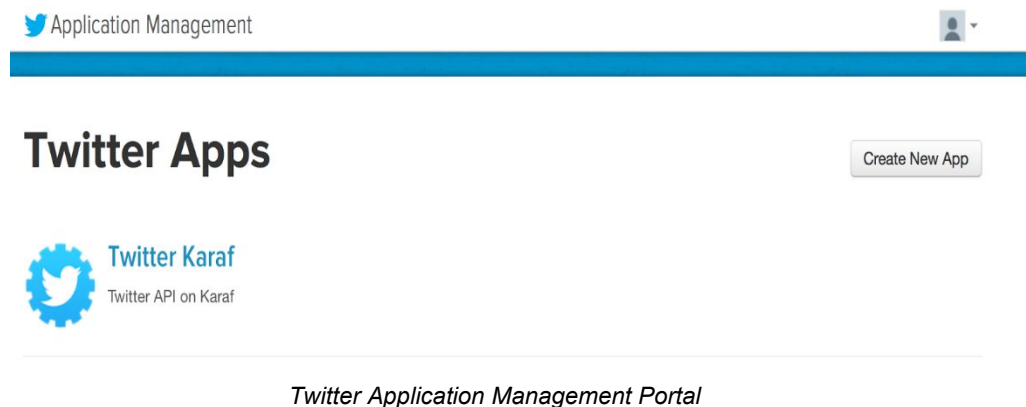 Application Management
Twitter Apps
Create New App
Twitter Karaf
Twitter API on Karaf
Twitter Application Management Portal